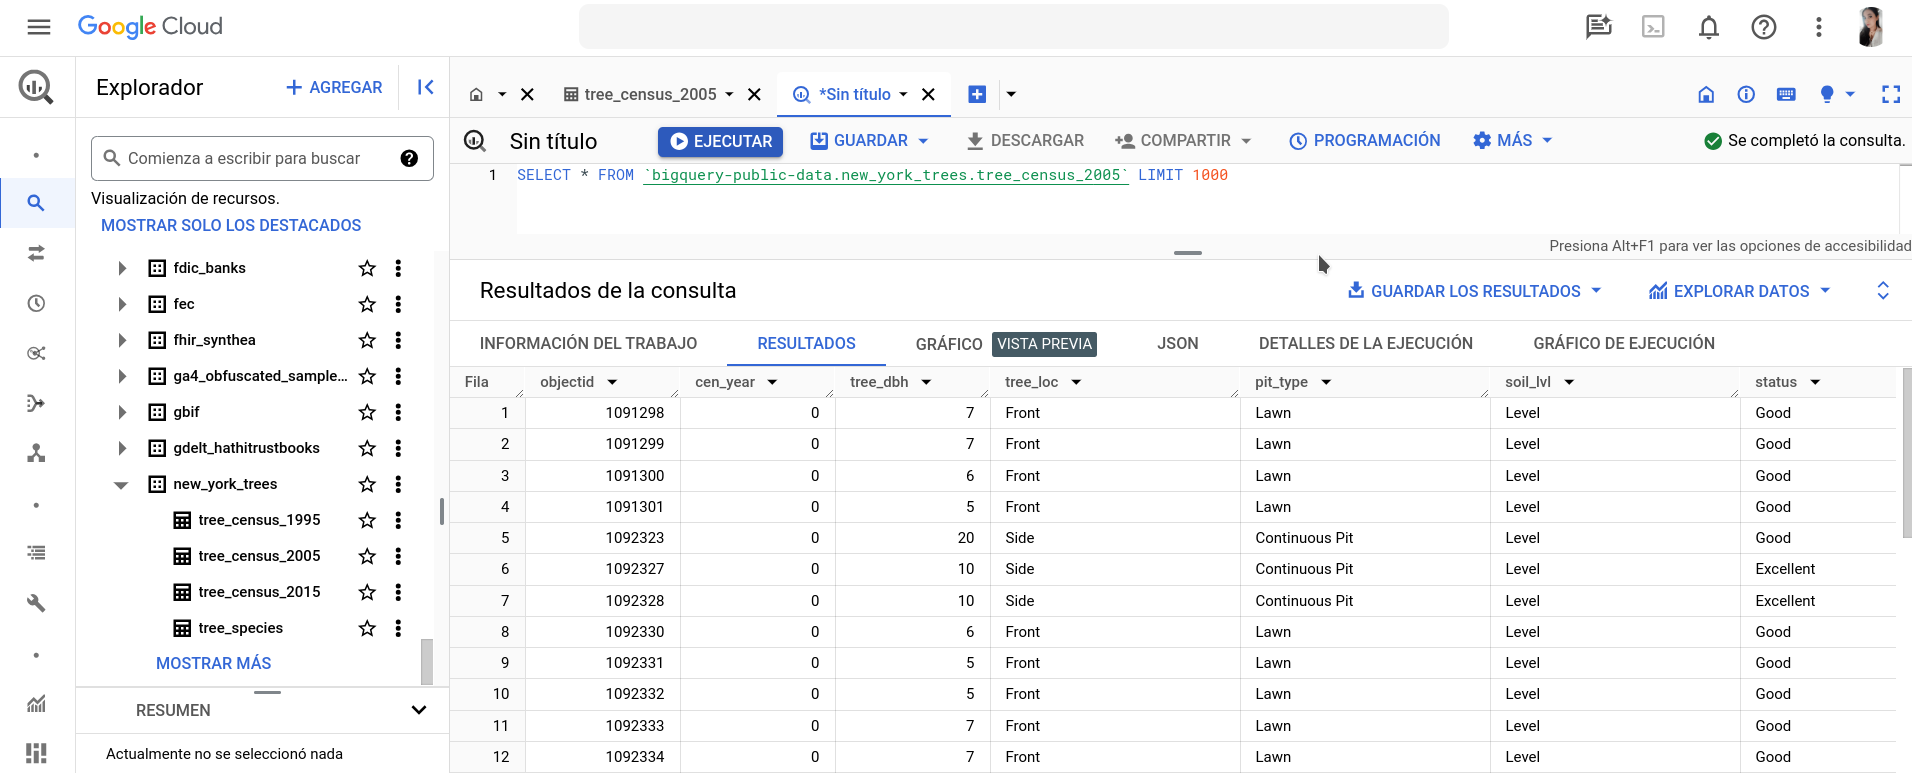 Google Cloud
Explorador
AGREGAR
tree_census_2005
*Sin título
Sin título
EJECUTAR
GUARDAR
DESCARGAR
COMPARTIR
PROGRAMACIÓN
MÁS
Se completó la consulta.
Comienza a escribir para buscar
Visualización de recursos.
MOSTRAR SOLO LOS DESTACADOS
fdic_banks
fec
fhir_synthea
ga4_obfuscated_sample...
gbif
gdelt_hathitrustbooks
new_york_trees
tree_census_1995
tree_census_2005
tree_census_2015
tree_species
MOSTRAR MÁS
RESUMEN
Actualmente no se seleccionó nada
1 SELECT * FROM `bigquery-public-data.new_york_trees.tree_census_2005` LIMIT 1000
Presiona Alt+F1 para ver las opciones de accesibilidad
Resultados de la consulta
GUARDAR LOS RESULTADOS
EXPLORAR DATOS
INFORMACIÓN DEL TRABAJO RESULTADOS GRÁFICO VISTA PREVIA JSON DETALLES DE LA EJECUCIÓN GRÁFICO DE EJECUCIÓN
Fila objectid cen_year tree_dbh tree_loc pit_type soil_lvl status
1 1091298 0 7 Front Lawn Level Good
2 1091299 0 7 Front Lawn Level Good
3 1091300 0 6 Front Lawn Level Good
4 1091301 0 5 Front Lawn Level Good
5 1092323 0 20 Side Continuous Pit Level Good
6 1092327 0 10 Side Continuous Pit Level Excellent
7 1092328 0 10 Side Continuous Pit Level Excellent
8 1092330 0 6 Front Lawn Level Good
9 1092331 0 5 Front Lawn Level Good
10 1092332 0 5 Front Lawn Level Good
11 1092333 0 7 Front Lawn Level Good
12 1092334 0 7 Front Lawn Level Good